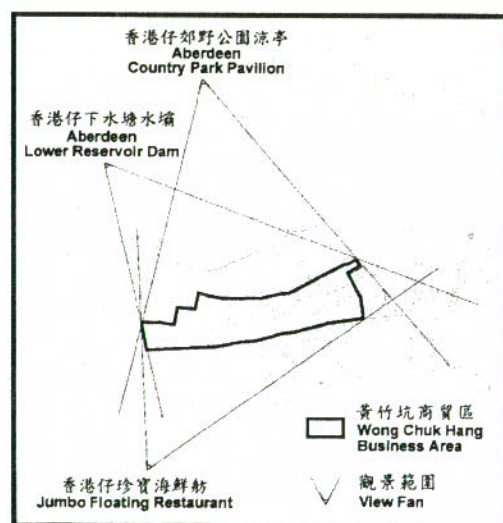 香港仔郊野公園涼亭
Aberdeen
Country Park Pavilion
香港仔下水塘水壩
Aberdeen
Lower Reservoir Dam
黃竹坑商貿區
Wong Chuk Hang
Business Area
香港仔珍寶海鮮舫
Jumbo Floating Restaurant
觀景範圍
View Fan